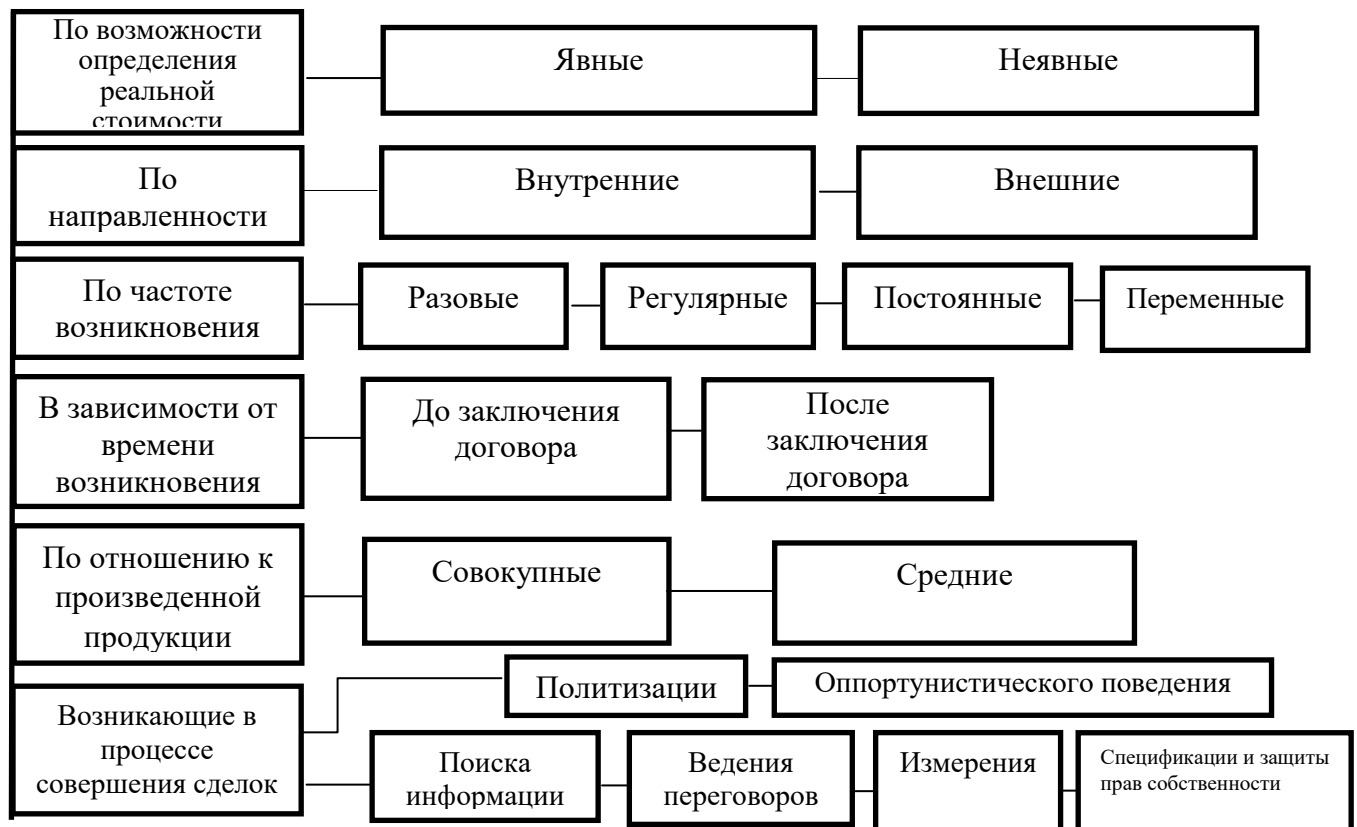 По возможности
определения
реальной
стоимости
Явные
Неявные
По
направленности
Внутренние
Внешние
По частоте
возникновения
Разовые
Регулярные
Постоянные
Переменные
В зависимости от
времени
возникновения
До заключения
договора
После
заключения
договора
По отношению к
произведенной
продукции
Совокупные
Средние
Возникающие в
процессе
совершения сделок
Политизации
Оппортунистического поведения
Поиска
информации
Ведения
переговоров
Измерения
Спецификации и защиты
прав собственности